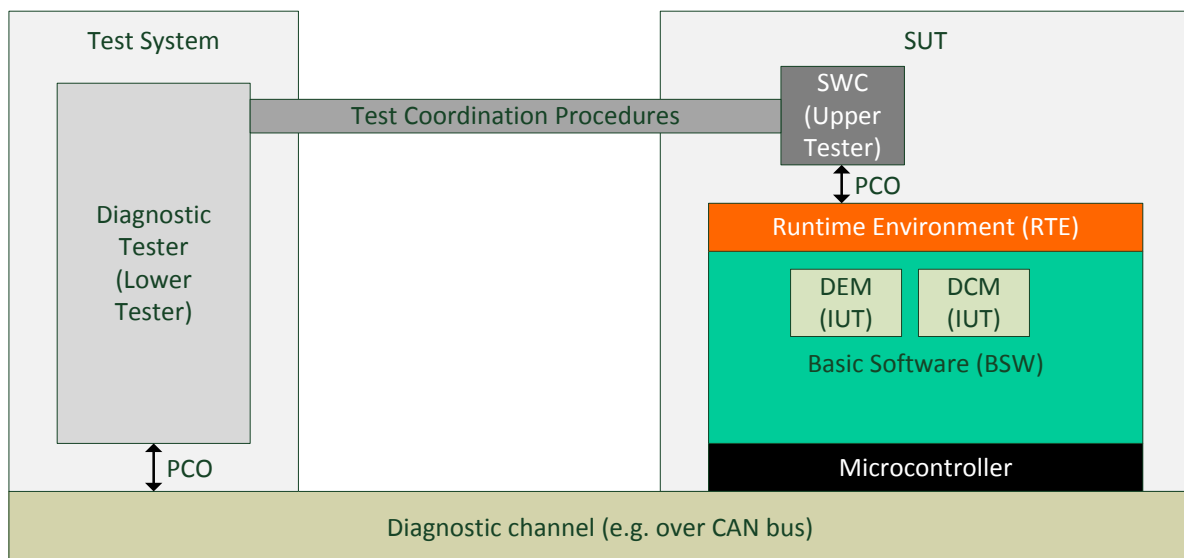 Test System
SUT
SWC
(Upper
Tester)
Test Coordination Procedures
PCO
Diagnostic
Tester
(Lower
Tester)
Runtime Environment (RTE)
DEM
(IUT)
DCM
(IUT)
Basic Software (BSW)
PCO
Microcontroller
Diagnostic channel (e.g. over CAN bus)